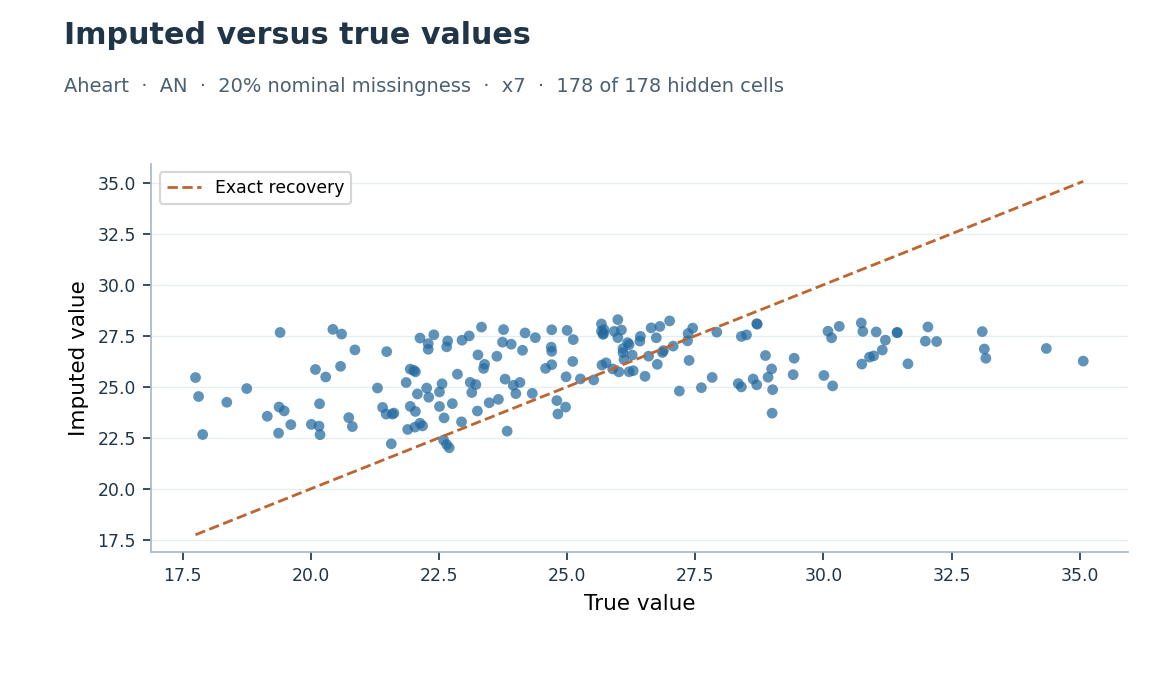 Imputed versus true values
Aheart · AN · 20% nominal missingness · x7 · 178 of 178 hidden cells
Exact recovery
35.0
32.5
30.0
27.5
25.0
22.5
20.0
17.5
Imputed value
17.5 20.0 22.5 25.0 27.5 30.0 32.5 35.0
True value